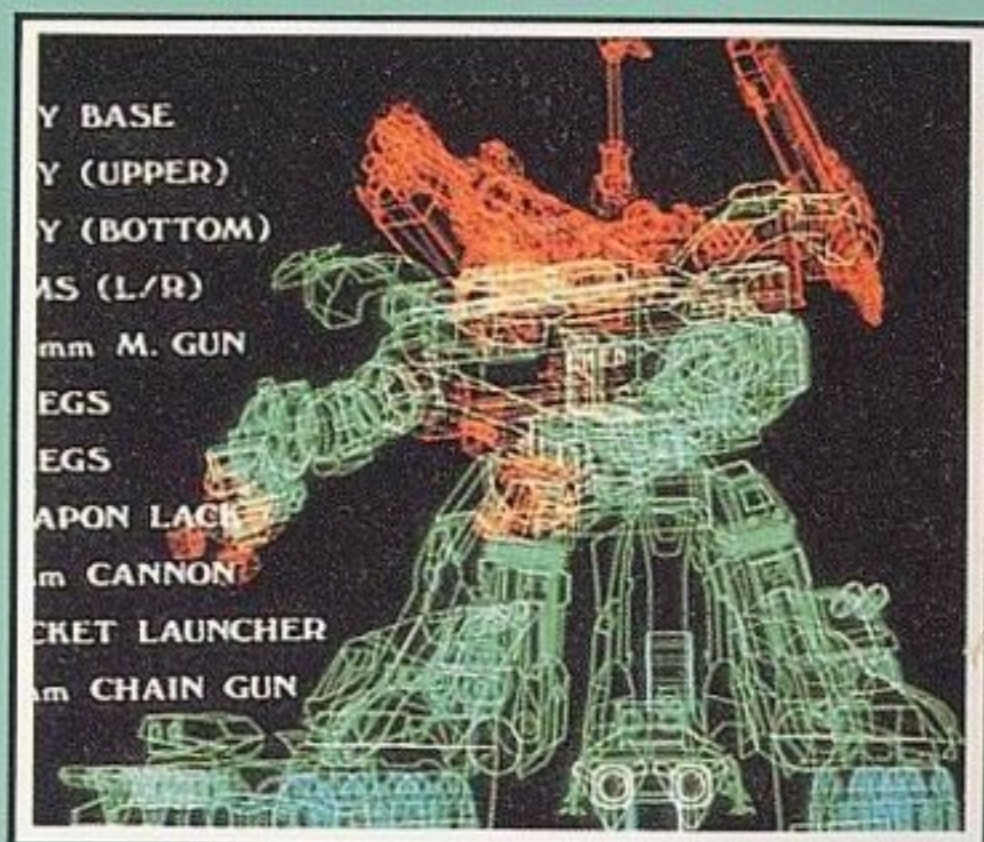 Y BASE
Y (UPPER)
Y (BOTTOM)
MS (L/R)
mm M. GUN
EGS
EGS
APON LACK
m CANNON
CKET LAUNCHER
m CHAIN GUN